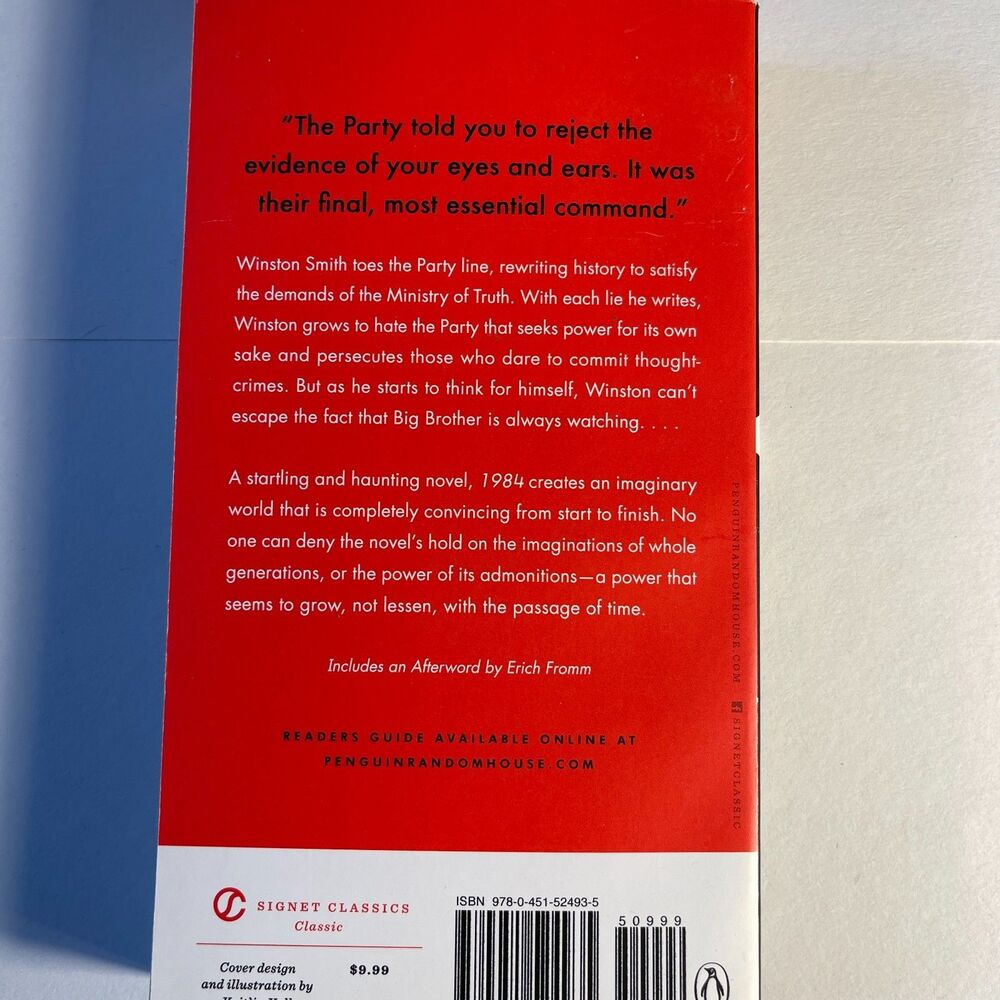 “The Party told you to reject the
evidence of your eyes and ears. It was
their final, most essential command.”
Winston Smith toes the Party line, rewriting history to satisfy
the demands of the Ministry of Truth. With each lie he writes,
Winston grows to hate the Party that seeks power for its own
sake and persecutes those who dare to commit thought-
crimes. But as he starts to think for himself, Winston can’t
escape the fact that Big Brother is always watching. . . .
A startling and haunting novel, 1984 creates an imaginary
world that is completely convincing from start to finish. No
one can deny the novel’s hold on the imaginations of whole
generations, or the power of its admonitions—a power that
seems to grow, not lessen, with the passage of time.
Includes an Afterword by Erich Fromm
READERS GUIDE AVAILABLE ONLINE AT
PENGUINRANDOMHOUSE.COM
PENGUINRANDOMHOUSE.COM SIGNETCLASSIC
SIGNET CLASSICS
Classic
Cover design
and illustration by
$9.99
ISBN 978-0-451-52493-5
50999